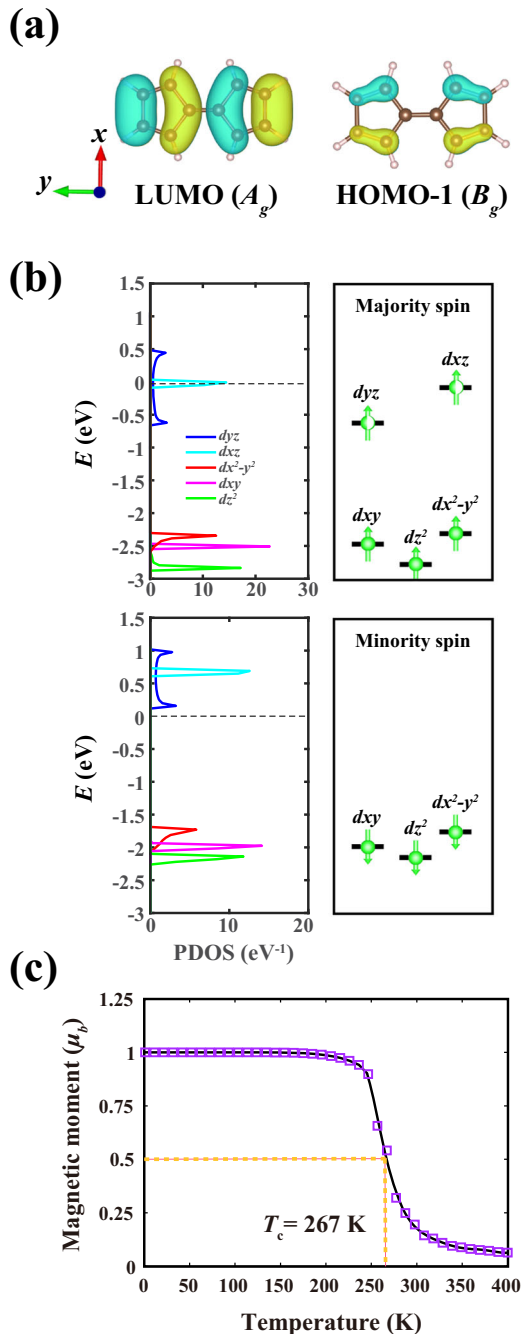 (a)
x
y
LUMO (Ag)
HOMO-1 (Bg)
(b)
1.5
1
0.5
0
-0.5
-1
-1.5
-2
-2.5
-3
E (eV)
dyz
dxz
dx²-y²
dxy
dz²
0 10 20 30
Majority spin
dxz
dyz
dxy
dz²
dx²-y²
1.5
1
0.5
0
-0.5
-1
-1.5
-2
-2.5
-3
E (eV)
0 10 20
PDOS (eV⁻¹)
Minority spin
dxy
dz²
dx²-y²
(c)
Magnetic moment (μb)
1.25
1
0.75
0.5
0.25
0
Tc= 267 K
0 50 100 150 200 250 300 350 400
Temperature (K)